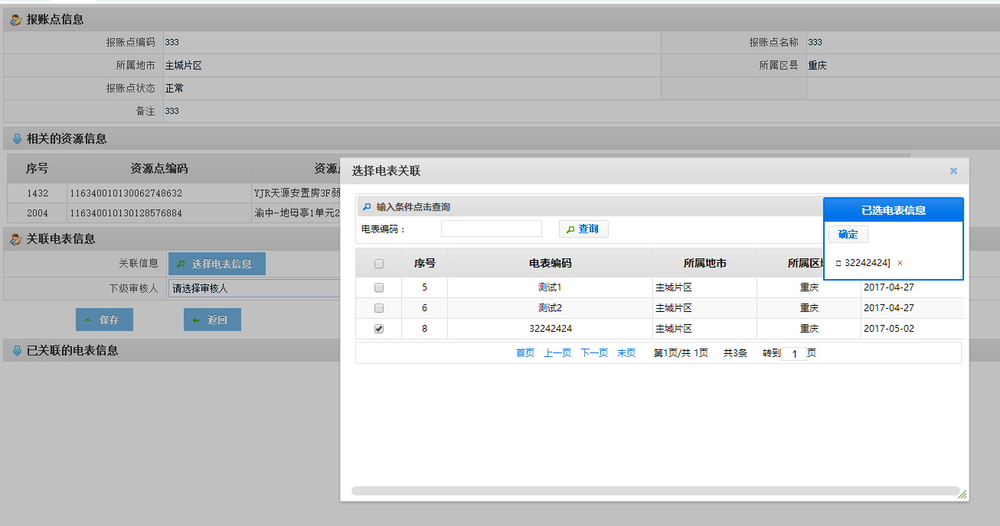 报账点信息
报账点编码 333 报账点名称 333
所属地市 主城片区 所属区县 重庆
报账点状态 正常
备注 333
相关的资源信息
序号 资源点编码
1432 116340010130062748632 YJR天源安置房3F弱
2004 116340010130128576884 渝中-地母亭1单元2
关联电表信息
关联信息 选择电表信息
下级审核人 请选择审核人
保存 返回
已关联的电表信息
选择电表关联
输入条件点击查询
电表编码： 查询
序号 电表编码 所属地市 所属区
5 测试1 主城片区 重庆 2017-04-27
6 测试2 主城片区 重庆 2017-04-27
8 32242424 主城片区 重庆 2017-05-02
首页 上一页 下一页 末页 第1页/共 1页 共3条 转到 1 页
已选电表信息
确定
□ 32242424] ×